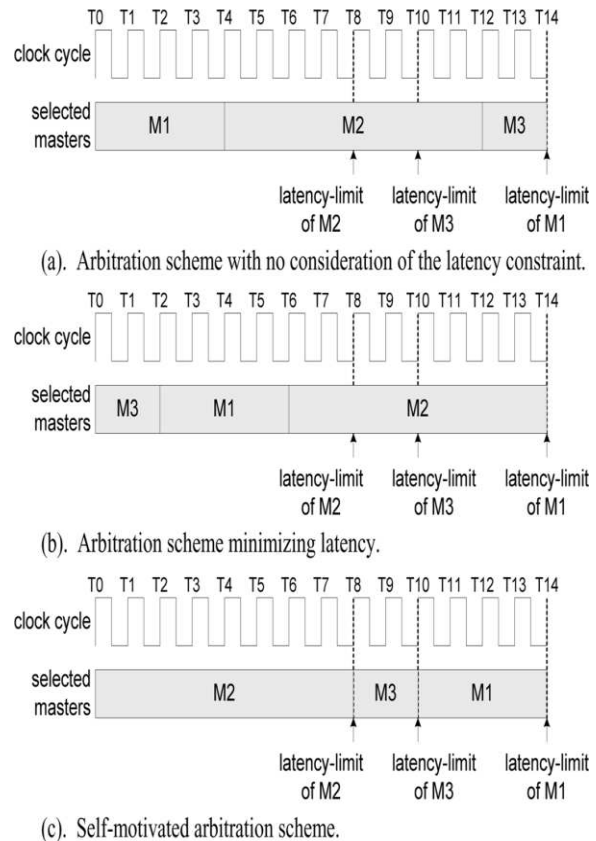 T0 T1 T2 T3 T4 T5 T6 T7 T8 T9 T10 T11 T12 T13 T14
clock cycle
selected masters
M1 M2 M3
latency-limit of M2
latency-limit of M3
latency-limit of M1
(a). Arbitration scheme with no consideration of the latency constraint.
T0 T1 T2 T3 T4 T5 T6 T7 T8 T9 T10 T11 T12 T13 T14
clock cycle
selected masters
M3 M1 M2
latency-limit of M2
latency-limit of M3
latency-limit of M1
(b). Arbitration scheme minimizing latency.
T0 T1 T2 T3 T4 T5 T6 T7 T8 T9 T10 T11 T12 T13 T14
clock cycle
selected masters
M2 M3 M1
latency-limit of M2
latency-limit of M3
latency-limit of M1
(c). Self-motivated arbitration scheme.